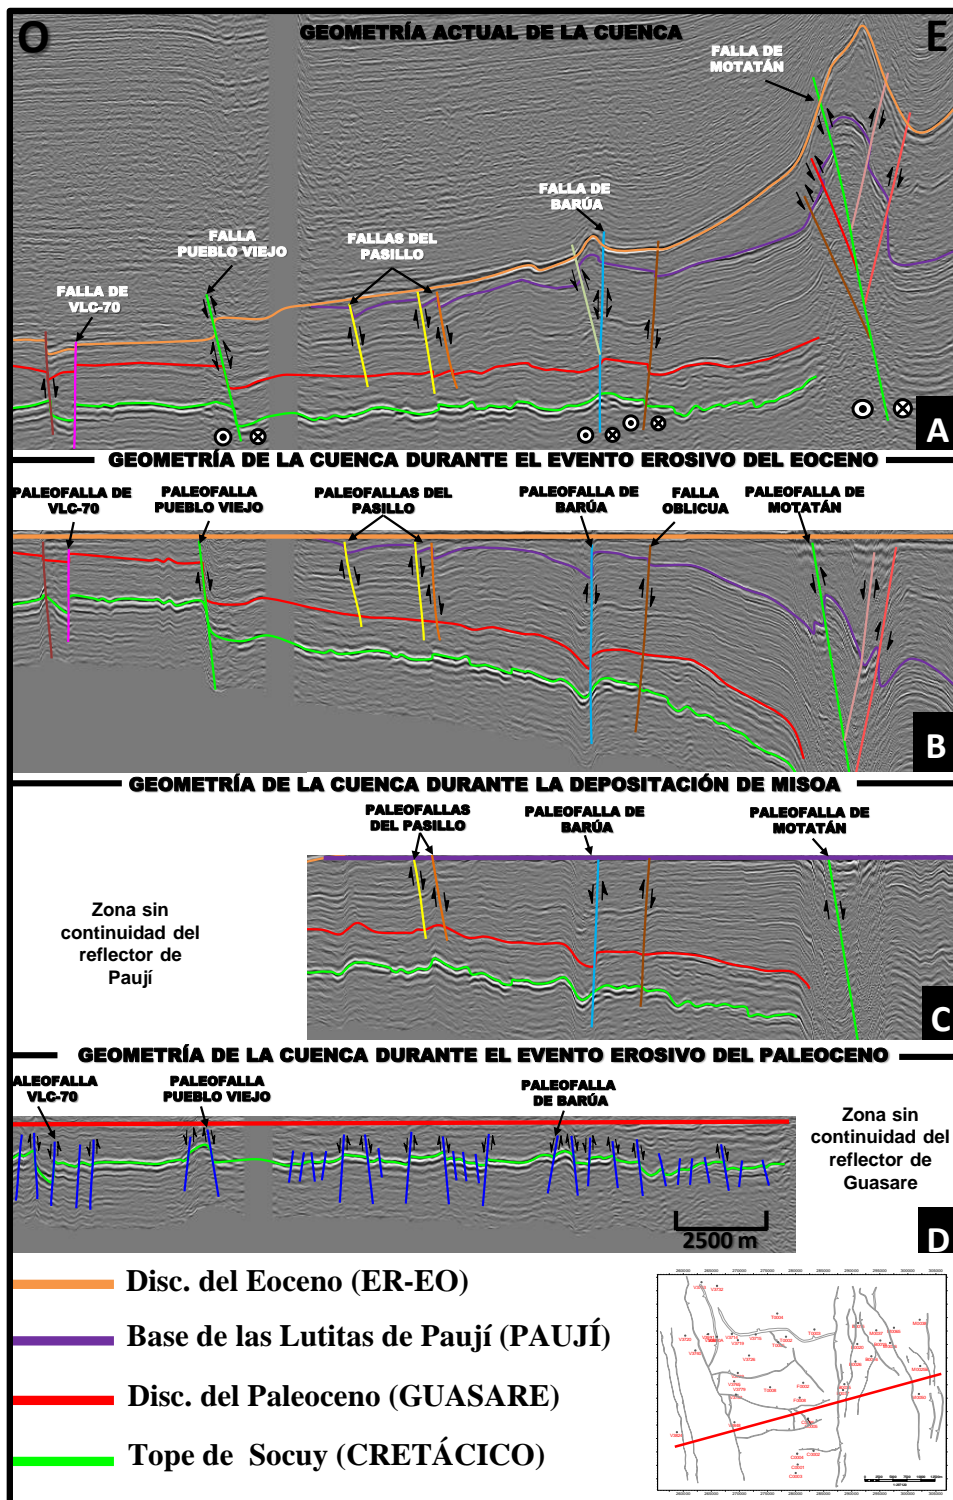 O
GEOMETRÍA ACTUAL DE LA CUENCA
E
FALLA DE
MOTATÁN
FALLA DE
BARÚA
FALLA
PUEBLO VIEJO
FALLAS DEL
PASILLO
FALLA DE
VLC-70
A
GEOMETRÍA DE LA CUENCA DURANTE EL EVENTO EROSIVO DEL EOCENO
PALEOFALLA DE
VLC-70
PALEOFALLA
PUEBLO VIEJO
PALEOFALLAS DEL
PASILLO
PALEOFALLA DE
BARÚA
FALLA
OBLICUA
PALEOFALLA DE
MOTATÁN
B
GEOMETRÍA DE LA CUENCA DURANTE LA DEPOSITACIÓN DE MISOA
PALEOFALLAS
DEL PASILLO
PALEOFALLA DE
BARÚA
PALEOFALLA DE
MOTATÁN
Zona sin
continuidad del
reflector de
Paují
C
GEOMETRÍA DE LA CUENCA DURANTE EL EVENTO EROSIVO DEL PALEOCENO
ALEOFALLA
VLC-70
PALEOFALLA
PUEBLO VIEJO
PALEOFALLA
DE BARÚA
Zona sin
continuidad del
reflector de
Guasare
2500 m
D
Disc. del Eoceno (ER-EO)
Base de las Lutitas de Paují (PAUJÍ)
Disc. del Paleoceno (GUASARE)
Tope de Socuy (CRETÁCICO)